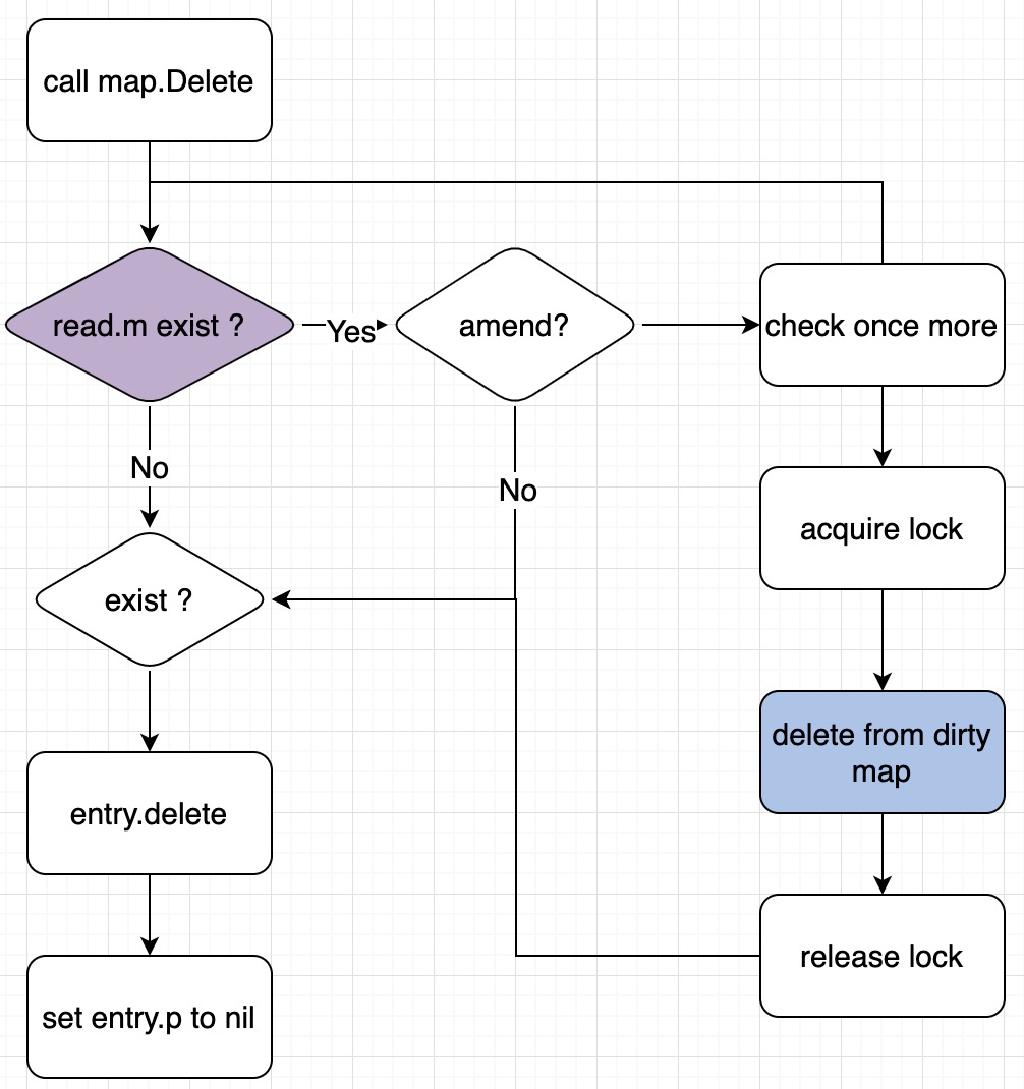 call map.Delete
read.m exist ?
Yes
amend?
check once more
No
No
acquire lock
exist ?
delete from dirty
map
entry.delete
release lock
set entry.p to nil